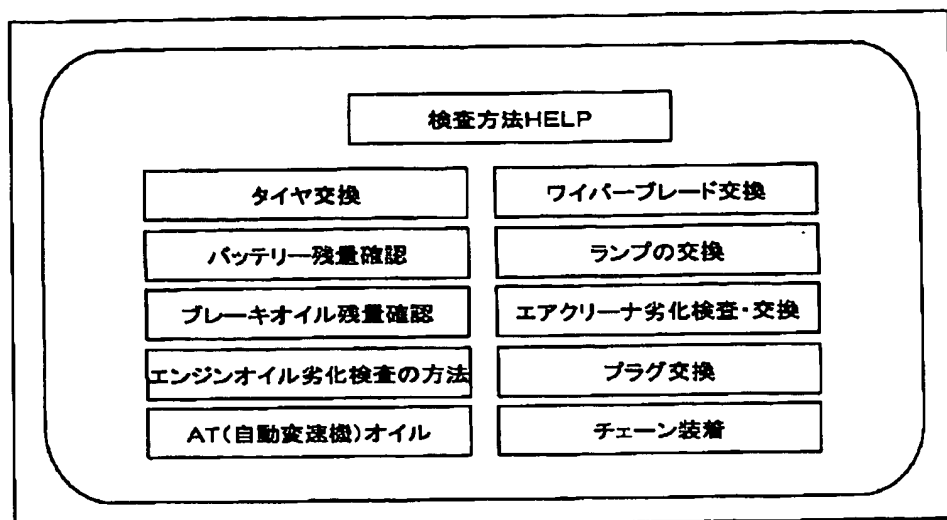 検査方法HELP
タイヤ交換
ワイパーブレード交換
バッテリー残量確認
ランプの交換
ブレーキオイル残量確認
エアクリーナ劣化検査・交換
エンジンオイル劣化検査の方法
プラグ交換
AT(自動変速機)オイル
チェーン装着